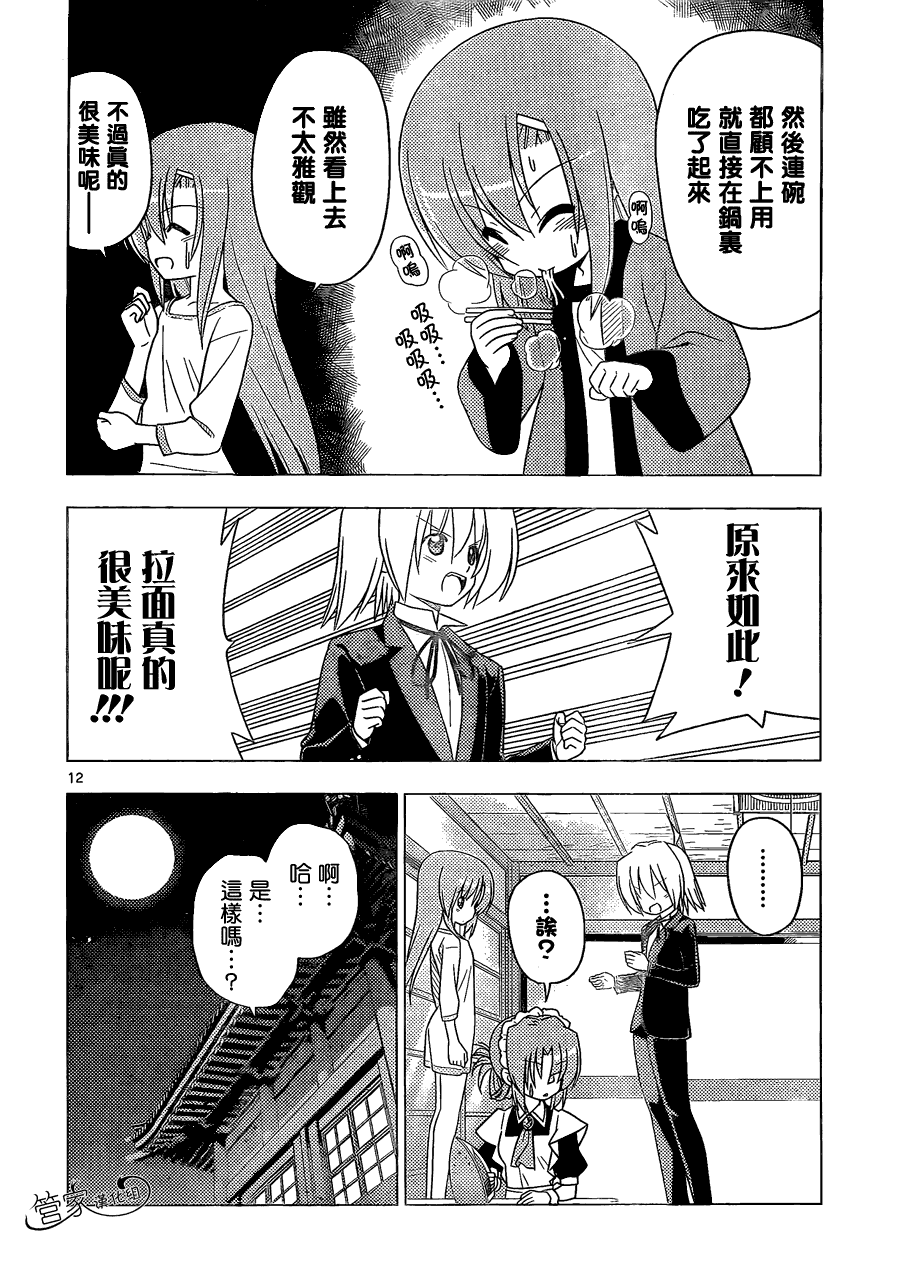 然後連碗
都顧不上用
就直接在鍋裏
吃了起來
啊嗚
啊嗚
吸吸…
吸吸吸…
雖然看上去
不太雅觀
不過真的
很美味呢——
原來如此！
拉面真的
很美味呢!!!
12
………
…誒？
啊…
哈…
是…
這樣嗎…？
管家漢化組